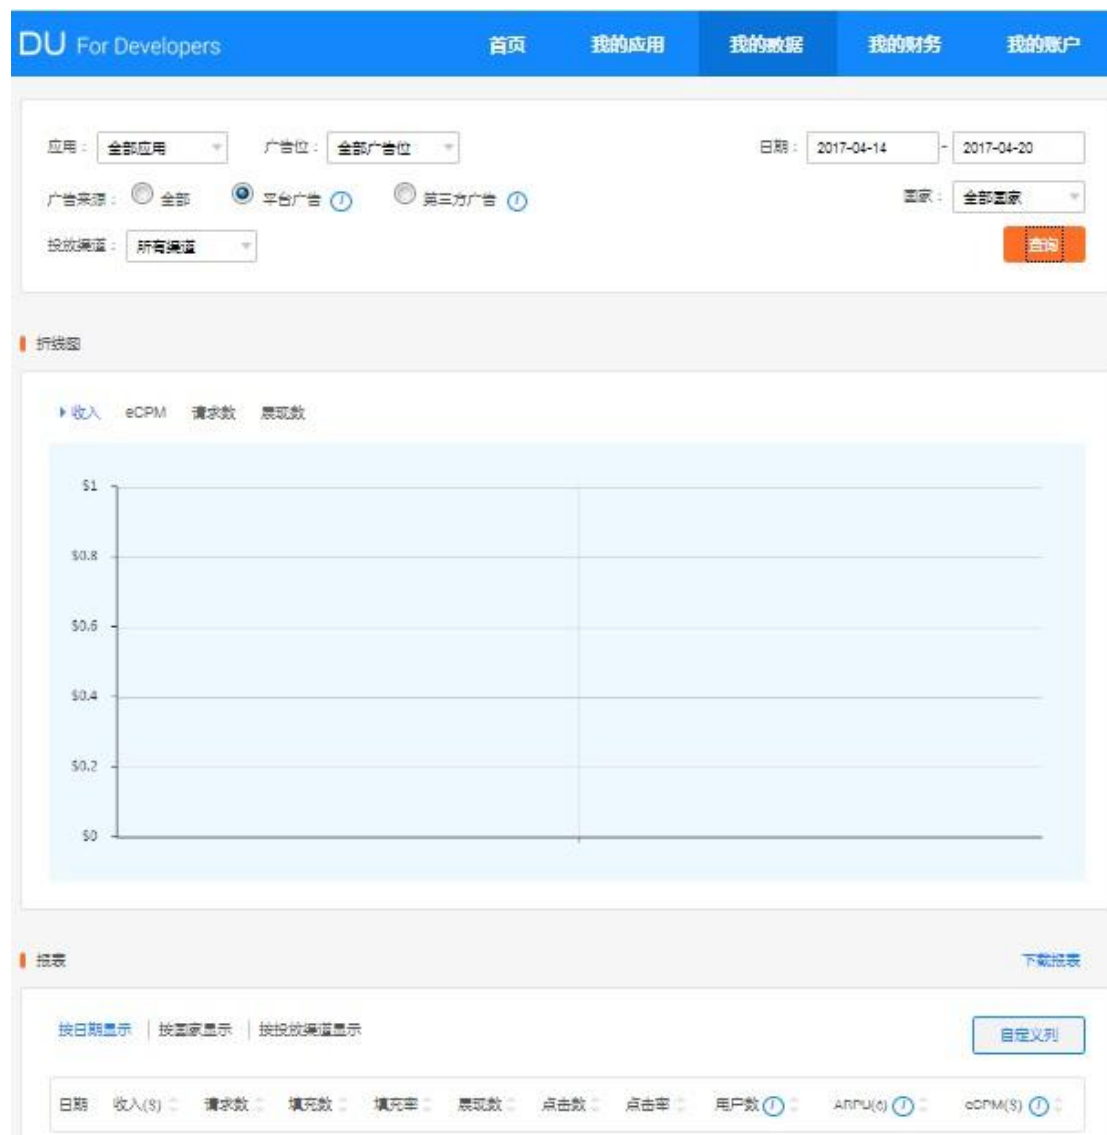 DU For Developers 首页 我的应用 我的数据 我的财务 我的账户
应用： 全部应用 广告位： 全部广告位 日期： 2017-04-14 - 2017-04-20
广告来源： 全部 平台广告 第三方广告 国家： 全部国家
投放渠道： 所有渠道 查询
折线图
收入 eCPM 请求数 展现数
$1
$0.8
$0.6
$0.4
$0.2
$0
报表 下载报表
按日期显示 | 按国家显示 | 按投放渠道显示 自定义列
日期 收入($) 请求数 填充数 填充率 展现数 点击数 点击率 用户数 ARPU(¢) eCPM($)